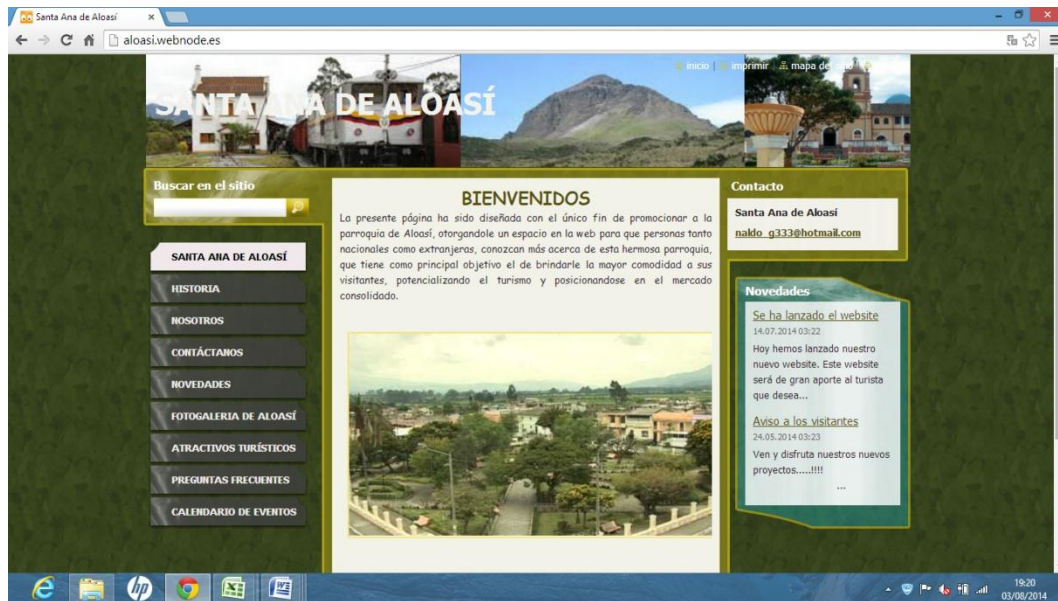 Santa Ana de Aloasí
aloasi.webnode.es
inicio | imprimir mapa del
SANTA ANA DE ALOASÍ
Buscar en el sitio
SANTA ANA DE ALOASÍ
HISTORIA
NOSOTROS
CONTÁCTANOS
NOVEDADES
FOTOGALERIA DE ALOASÍ
ATRACTIVOS TURÍSTICOS
PREGUNTAS FRECUENTES
CALENDARIO DE EVENTOS
BIENVENIDOS
La presente página ha sido diseñada con el único fin de promocionar a la
parroquia de Aloasí, otorgandole un espacio en la web para que personas tanto
nacionales como extranjeras, conozcan más acerca de esta hermosa parroquia,
que tiene como principal objetivo el de brindarle la mayor comodidad a sus
visitantes, potencializando el turismo y posicionandose en el mercado
consolidado.
Contacto
Santa Ana de Aloasí
naldo_g333@hotmail.com
Novedades
Se ha lanzado el website
14.07.2014 03:22
Hoy hemos lanzado nuestro
nuevo website. Este website
será de gran aporte al turista
que desea...
Aviso a los visitantes
24.05.2014 03:23
Ven y disfruta nuestros nuevos
proyectos.....!!!!
...
hp
19:20
03/08/2014